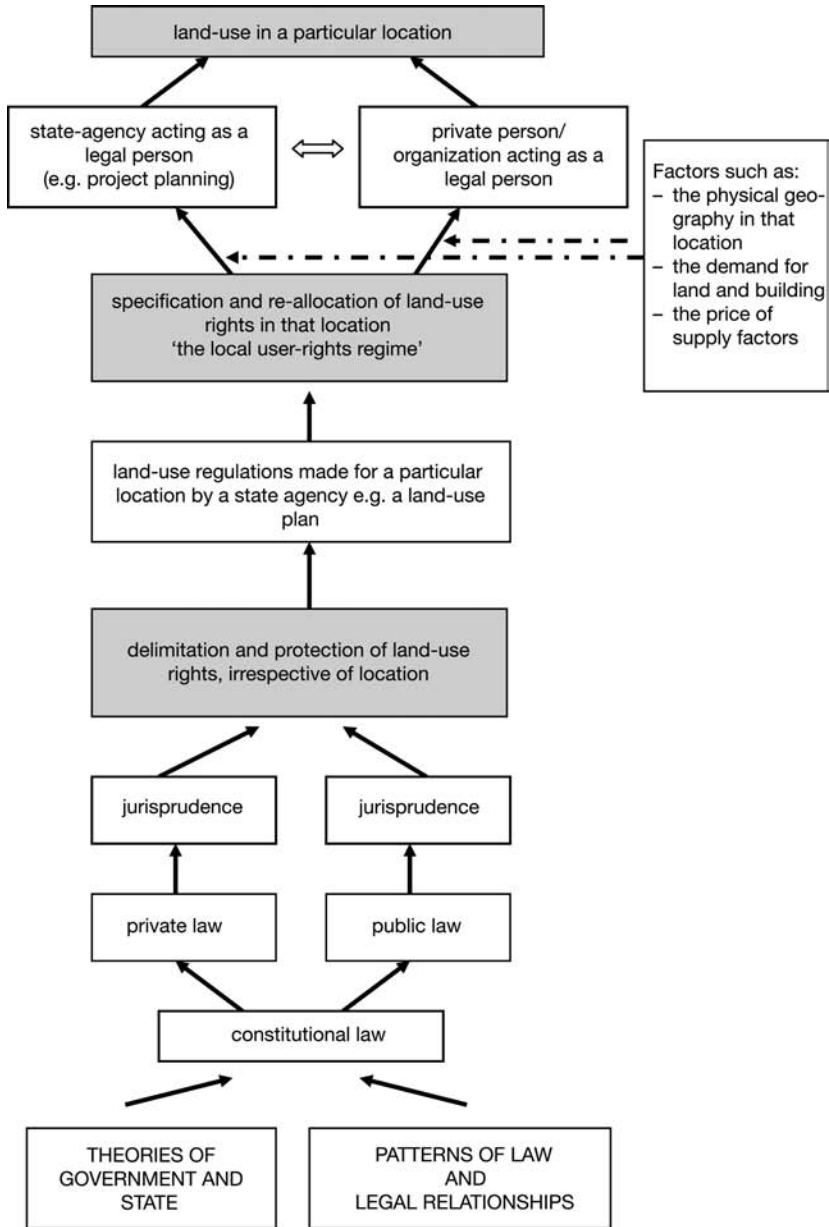 land-use in a particular location
state-agency acting as a
legal person
(e.g. project planning)
private person/
organization acting as a
legal person
Factors such as:
– the physical geo-
graphy in that
location
– the demand for
land and building
– the price of
supply factors
specification and re-allocation of land-use
rights in that location
‘the local user-rights regime’
land-use regulations made for a particular
location by a state agency e.g. a land-use
plan
delimitation and protection of land-use
rights, irrespective of location
jurisprudence
jurisprudence
private law
public law
constitutional law
THEORIES OF
GOVERNMENT AND
STATE
PATTERNS OF LAW
AND
LEGAL RELATIONSHIPS